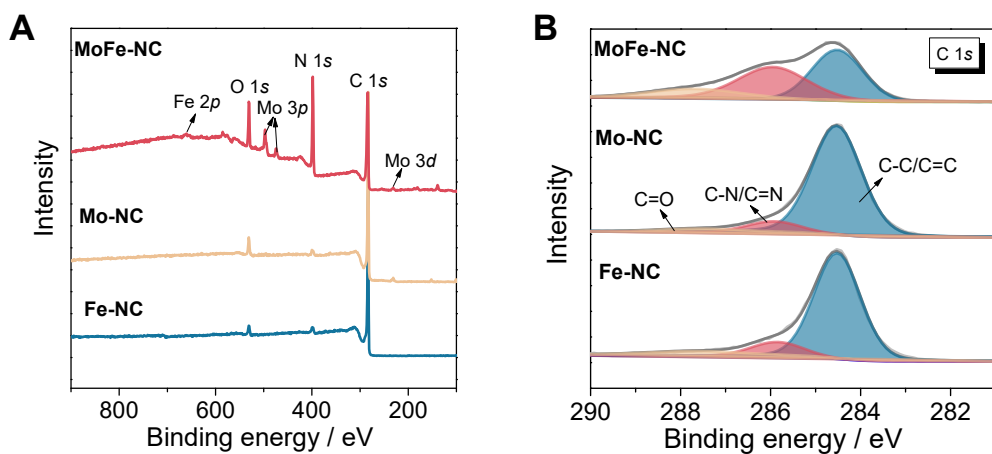 A
MoFe-NC
N 1s
C 1s
O 1s
Mo 3p
Fe 2p
Mo 3d
Mo-NC
Fe-NC
Intensity
800 600 400 200
Binding energy / eV
B
MoFe-NC
C 1s
Mo-NC
C-C/C=C
C=O
C-N/C=N
Fe-NC
Intensity
290 288 286 284 282
Binding energy / eV